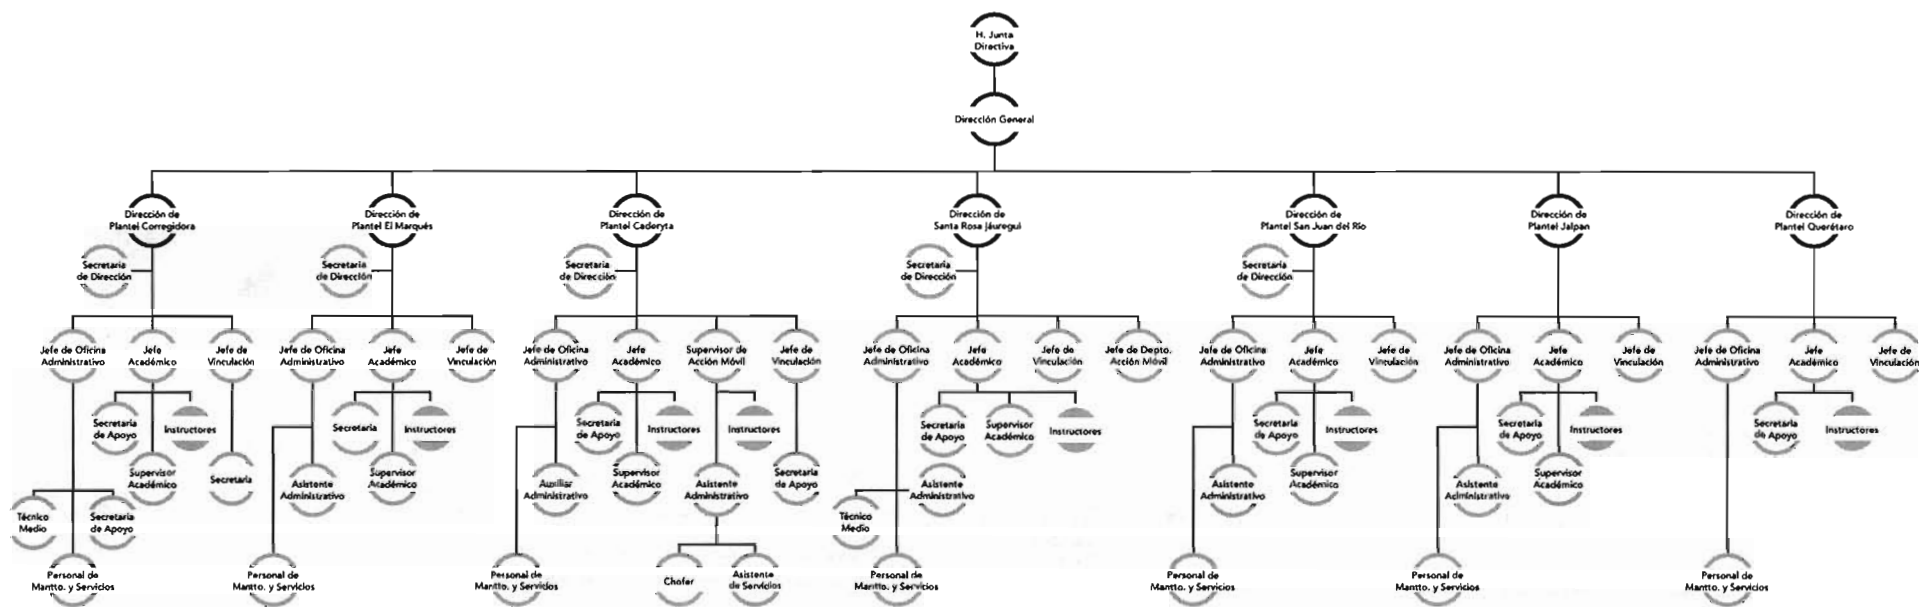 H. Junta
Directiva
Dirección General
Dirección de
Plantel Corregidora
Dirección de
Plantel El Marqués
Dirección de
Plantel Caderyta
Dirección de
Santa Rosa Jáuregui
Dirección de
Plantel San Juan del Río
Dirección de
Plantel Jalpan
Dirección de
Plantel Querétaro
Secretaria
de Dirección
Secretaria
de Dirección
Secretaria
de Dirección
Secretaria
de Dirección
Secretaria
de Dirección
Jefe de Oficina
Administrativo
Jefe
Académico
Jefe de
Vinculación
Jefe de Oficina
Administrativo
Jefe
Académico
Jefe de
Vinculación
Jefe de Oficina
Administrativo
Jefe
Académico
Supervisor de
Acción Móvil
Jefe de
Vinculación
Jefe de Oficina
Administrativo
Jefe
Académico
Jefe de
Vinculación
Jefe de Depto.
Acción Móvil
Jefe de Oficina
Administrativo
Jefe
Académico
Jefe de
Vinculación
Jefe de Oficina
Administrativo
Jefe
Académico
Jefe de
Vinculación
Jefe de Oficina
Administrativo
Jefe
Académico
Jefe de
Vinculación
Secretaria
de Apoyo
Instructores
Secretaria
Instructores
Secretaria
de Apoyo
Instructores
Instructores
Secretaria
de Apoyo
Supervisor
Académico
Instructores
Secretaria
de Apoyo
Instructores
Secretaria
de Apoyo
Instructores
Secretaria
de Apoyo
Instructores
Supervisor
Académico
Secretaria
Asistente
Administrativo
Supervisor
Académico
Auxiliar
Administrativo
Supervisor
Académico
Asistente
Administrativo
Secretaria
de Apoyo
Asistente
Administrativo
Asistente
Administrativo
Supervisor
Académico
Asistente
Administrativo
Supervisor
Académico
Técnico
Medio
Secretaria
de Apoyo
Técnico
Medio
Personal de
Mantto. y Servicios
Personal de
Mantto. y Servicios
Personal de
Mantto. y Servicios
Chofer
Asistente
de Servicios
Personal de
Mantto. y Servicios
Personal de
Mantto. y Servicios
Personal de
Mantto. y Servicios
Personal de
Mantto. y Servicios